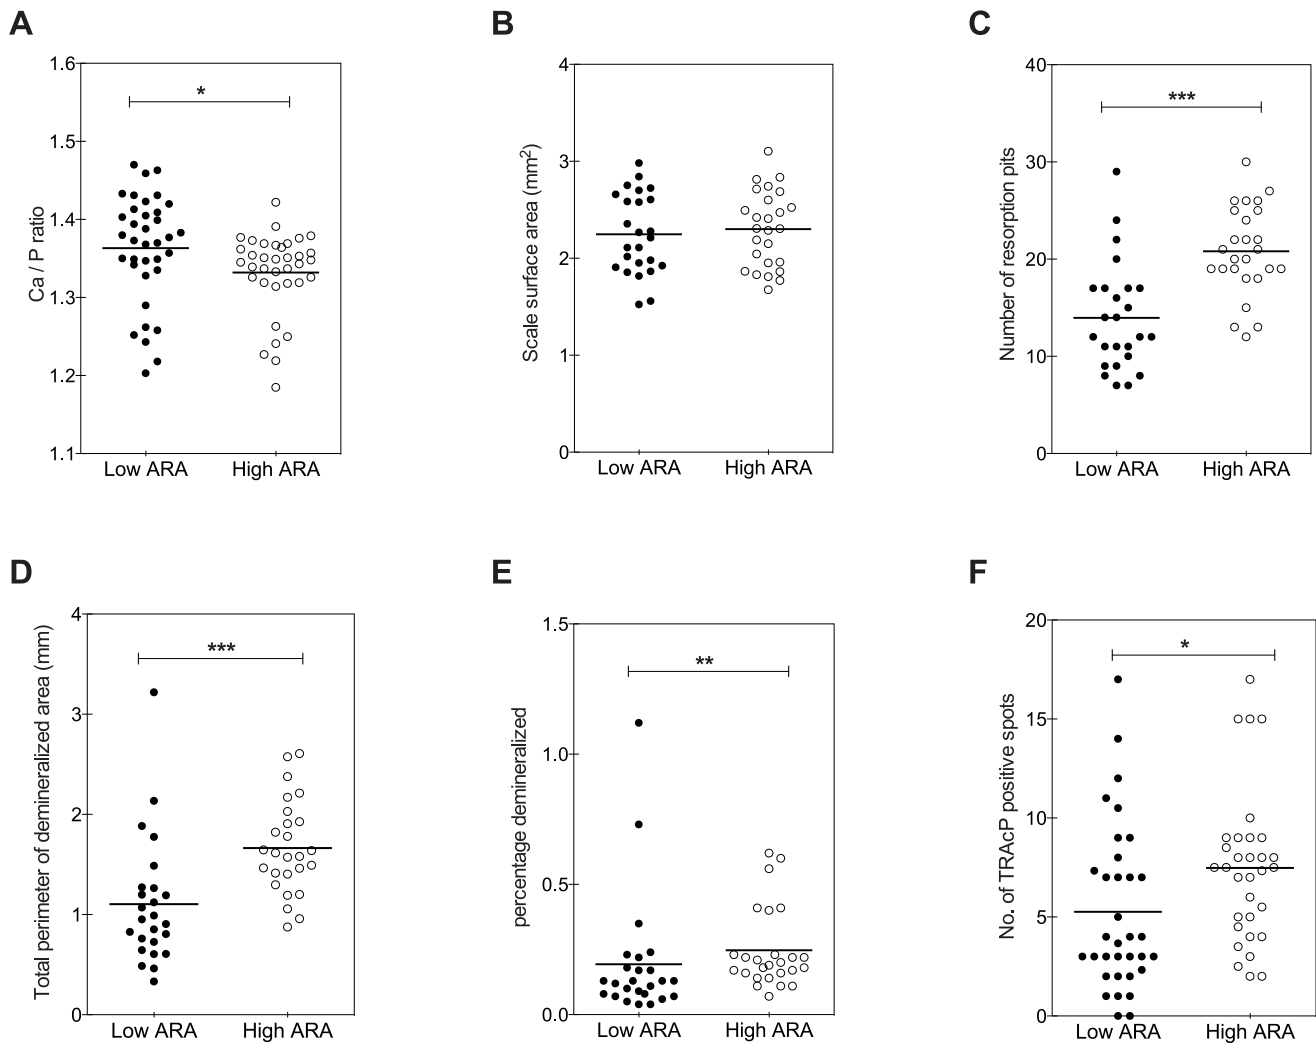 A
Ca / P ratio
1.6
1.5
1.4
1.3
1.2
1.1
*
Low ARA
High ARA
B
Scale surface area (mm²)
4
3
2
1
0
Low ARA
High ARA
C
Number of resorption pits
40
30
20
10
0
***
Low ARA
High ARA
D
Total perimeter of demineralized area (mm)
4
3
2
1
0
***
Low ARA
High ARA
E
percentage demineralized
1.5
1.0
0.5
0.0
**
Low ARA
High ARA
F
No. of TRAcP positive spots
20
15
10
5
0
*
Low ARA
High ARA